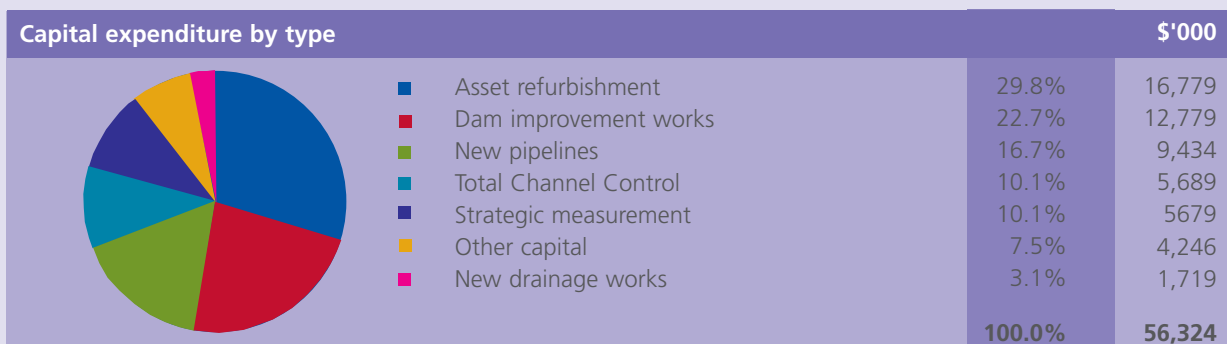 Capital expenditure by type $'000
Asset refurbishment 29.8% 16,779
Dam improvement works 22.7% 12,779
New pipelines 16.7% 9,434
Total Channel Control 10.1% 5,689
Strategic measurement 10.1% 5679
Other capital 7.5% 4,246
New drainage works 3.1% 1,719
100.0% 56,324